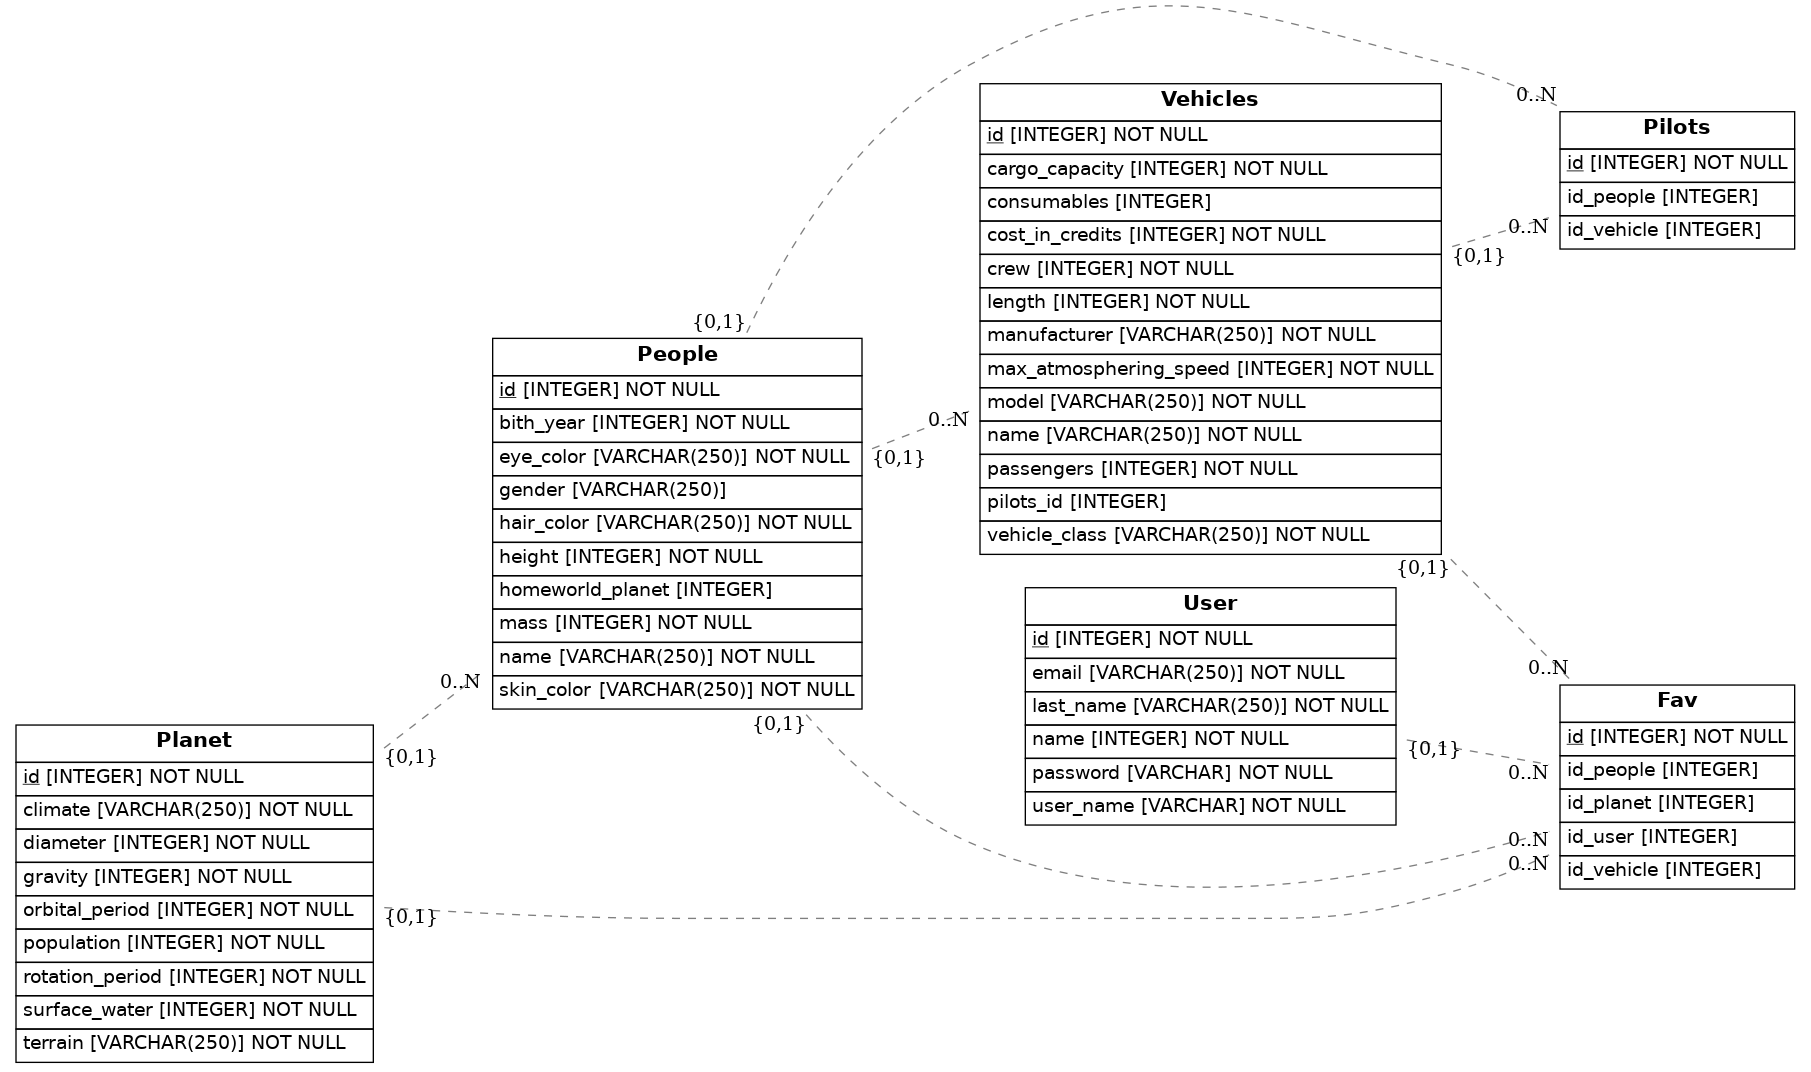 0..N
Vehicles
id [INTEGER] NOT NULL
cargo_capacity [INTEGER] NOT NULL
consumables [INTEGER]
cost_in_credits [INTEGER] NOT NULL
crew [INTEGER] NOT NULL
length [INTEGER] NOT NULL
manufacturer [VARCHAR(250)] NOT NULL
max_atmosphering_speed [INTEGER] NOT NULL
model [VARCHAR(250)] NOT NULL
name [VARCHAR(250)] NOT NULL
passengers [INTEGER] NOT NULL
pilots_id [INTEGER]
vehicle_class [VARCHAR(250)] NOT NULL
Pilots
id [INTEGER] NOT NULL
id_people [INTEGER]
id_vehicle [INTEGER]
0..N
{0,1}
{0,1}
People
id [INTEGER] NOT NULL
bith_year [INTEGER] NOT NULL
eye_color [VARCHAR(250)] NOT NULL
gender [VARCHAR(250)]
hair_color [VARCHAR(250)] NOT NULL
height [INTEGER] NOT NULL
homeworld_planet [INTEGER]
mass [INTEGER] NOT NULL
name [VARCHAR(250)] NOT NULL
skin_color [VARCHAR(250)] NOT NULL
0..N
{0,1}
{0,1}
User
id [INTEGER] NOT NULL
email [VARCHAR(250)] NOT NULL
last_name [VARCHAR(250)] NOT NULL
name [INTEGER] NOT NULL
password [VARCHAR] NOT NULL
user_name [VARCHAR] NOT NULL
0..N
Fav
id [INTEGER] NOT NULL
id_people [INTEGER]
id_planet [INTEGER]
id_user [INTEGER]
id_vehicle [INTEGER]
0..N
{0,1}
{0,1}
{0,1}
0..N
0..N
0..N
Planet
id [INTEGER] NOT NULL
climate [VARCHAR(250)] NOT NULL
diameter [INTEGER] NOT NULL
gravity [INTEGER] NOT NULL
orbital_period [INTEGER] NOT NULL
population [INTEGER] NOT NULL
rotation_period [INTEGER] NOT NULL
surface_water [INTEGER] NOT NULL
terrain [VARCHAR(250)] NOT NULL
{0,1}